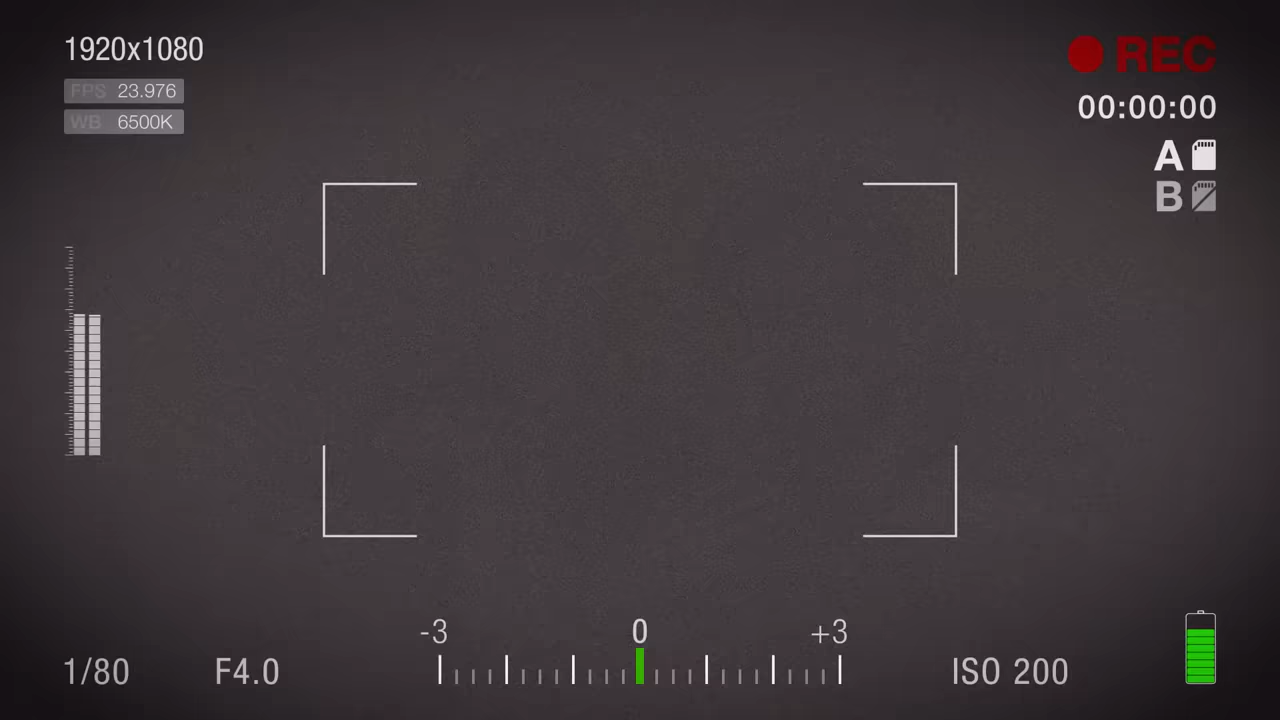 1920x1080
REC
FPS 23.976
00:00:00
WB 6500K
A
B
-3 0 +3
1/80 F4.0 ISO 200